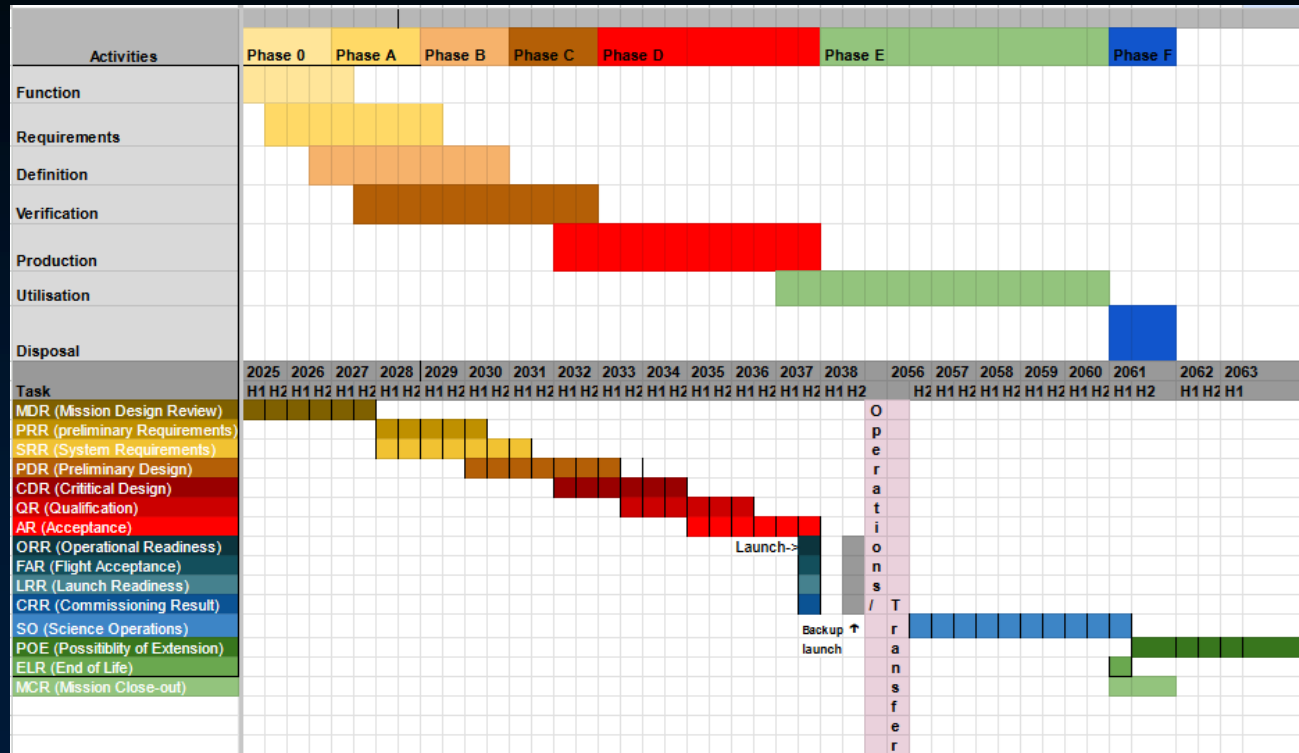 Activities Phase 0 Phase A Phase B Phase C Phase D Phase E Phase F
Function
Requirements
Definition
Verification
Production
Utilisation
Disposal
2025 2026 2027 2028 2029 2030 2031 2032 2033 2034 2035 2036 2037 2038 2056 2057 2058 2059 2060 2061 2062 2063
Task H1 H2 H1 H2 H1 H2 H1 H2 H1 H2 H1 H2 H1 H2 H1 H2 H1 H2 H1 H2 H1 H2 H1 H2 H1 H2 H1 H2 H2 H1 H2 H1 H2 H1 H2 H1 H2 H1 H2 H1 H2 H1
MDR (Mission Design Review)
PRR (preliminary Requirements)
SRR (System Requirements)
PDR (Preliminary Design)
CDR (Crititical Design)
QR (Qualification)
AR (Acceptance)
ORR (Operational Readiness) Launch->
FAR (Flight Acceptance)
LRR (Launch Readiness)
CRR (Commissioning Result)
SO (Science Operations) Backup ↑
POE (Possitiblity of Extension) launch
ELR (End of Life)
MCR (Mission Close-out)
Operations/
Transfer